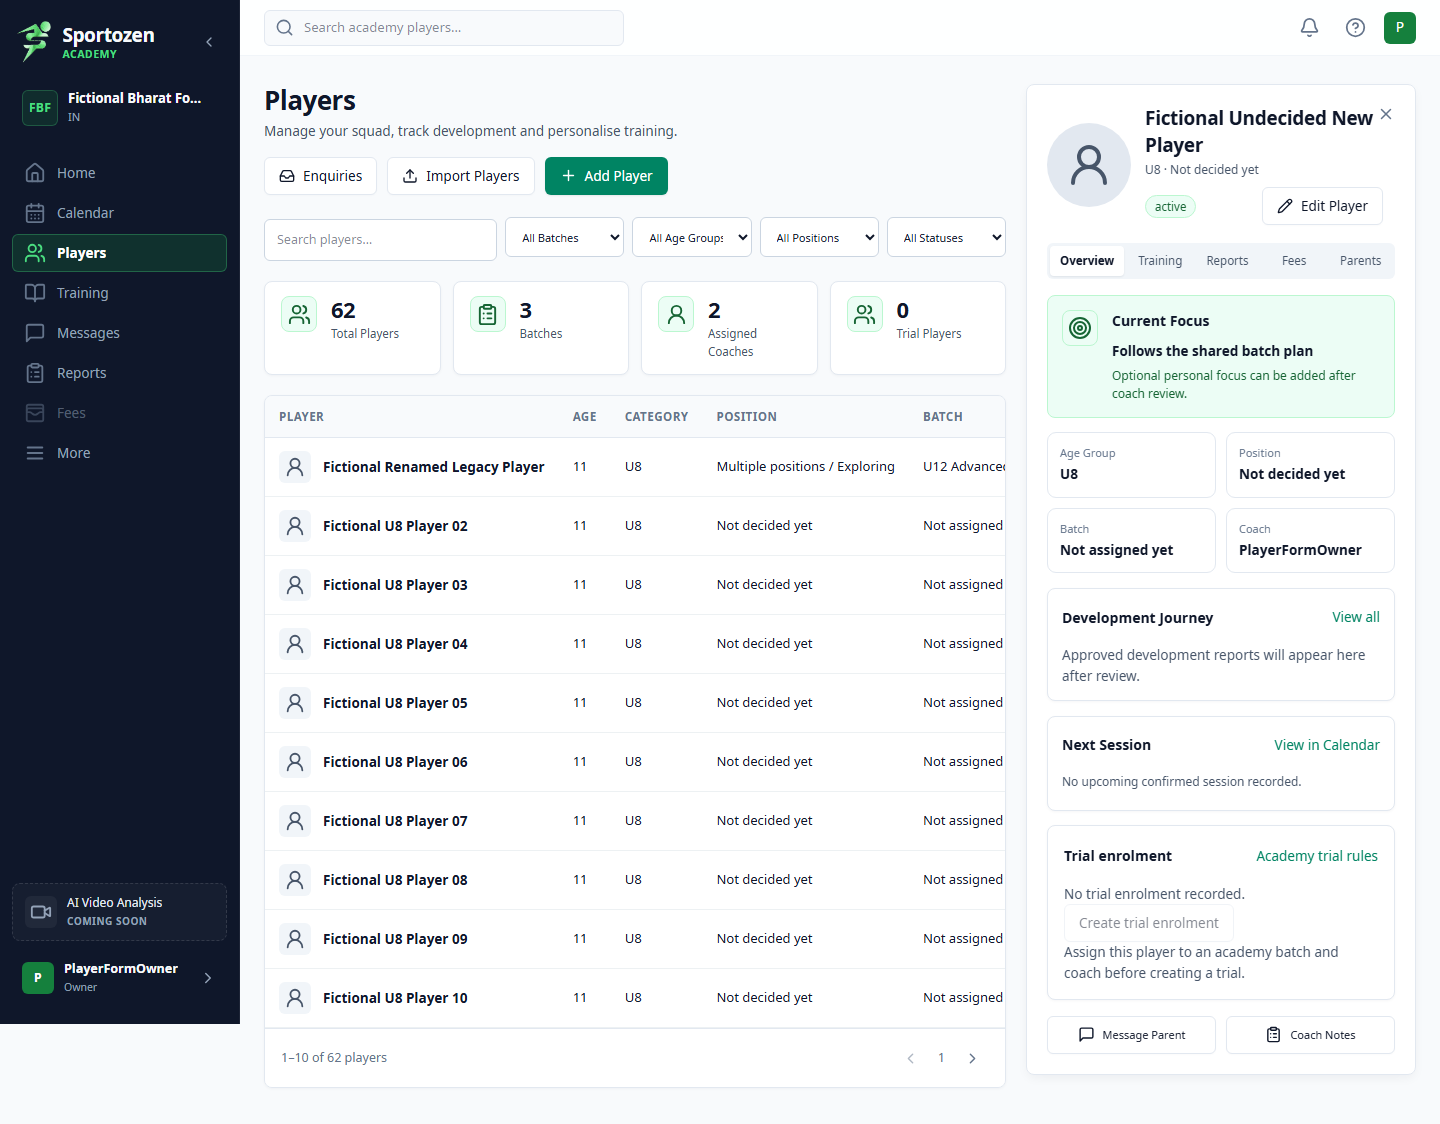 Sportozen
ACADEMY
FBF
Fictional Bharat Fo...
IN
Home
Calendar
Players
Training
Messages
Reports
Fees
More
AI Video Analysis
COMING SOON
P
PlayerFormOwner
Owner
Search academy players...
P
Players
Manage your squad, track development and personalise training.
Enquiries
Import Players
Add Player
Search players...
All Batches
All Age Groups
All Positions
All Statuses
62
Total Players
3
Batches
2
Assigned
Coaches
0
Trial Players
PLAYER AGE CATEGORY POSITION BATCH
Fictional Renamed Legacy Player 11 U8 Multiple positions / Exploring U12 Advanced
Fictional U8 Player 02 11 U8 Not decided yet Not assigned
Fictional U8 Player 03 11 U8 Not decided yet Not assigned
Fictional U8 Player 04 11 U8 Not decided yet Not assigned
Fictional U8 Player 05 11 U8 Not decided yet Not assigned
Fictional U8 Player 06 11 U8 Not decided yet Not assigned
Fictional U8 Player 07 11 U8 Not decided yet Not assigned
Fictional U8 Player 08 11 U8 Not decided yet Not assigned
Fictional U8 Player 09 11 U8 Not decided yet Not assigned
Fictional U8 Player 10 11 U8 Not decided yet Not assigned
1–10 of 62 players
1
Fictional Undecided New
Player
U8 · Not decided yet
active
Edit Player
Overview
Training
Reports
Fees
Parents
Current Focus
Follows the shared batch plan
Optional personal focus can be added after
coach review.
Age Group
U8
Position
Not decided yet
Batch
Not assigned yet
Coach
PlayerFormOwner
Development Journey
View all
Approved development reports will appear here
after review.
Next Session
View in Calendar
No upcoming confirmed session recorded.
Trial enrolment
Academy trial rules
No trial enrolment recorded.
Create trial enrolment
Assign this player to an academy batch and
coach before creating a trial.
Message Parent
Coach Notes